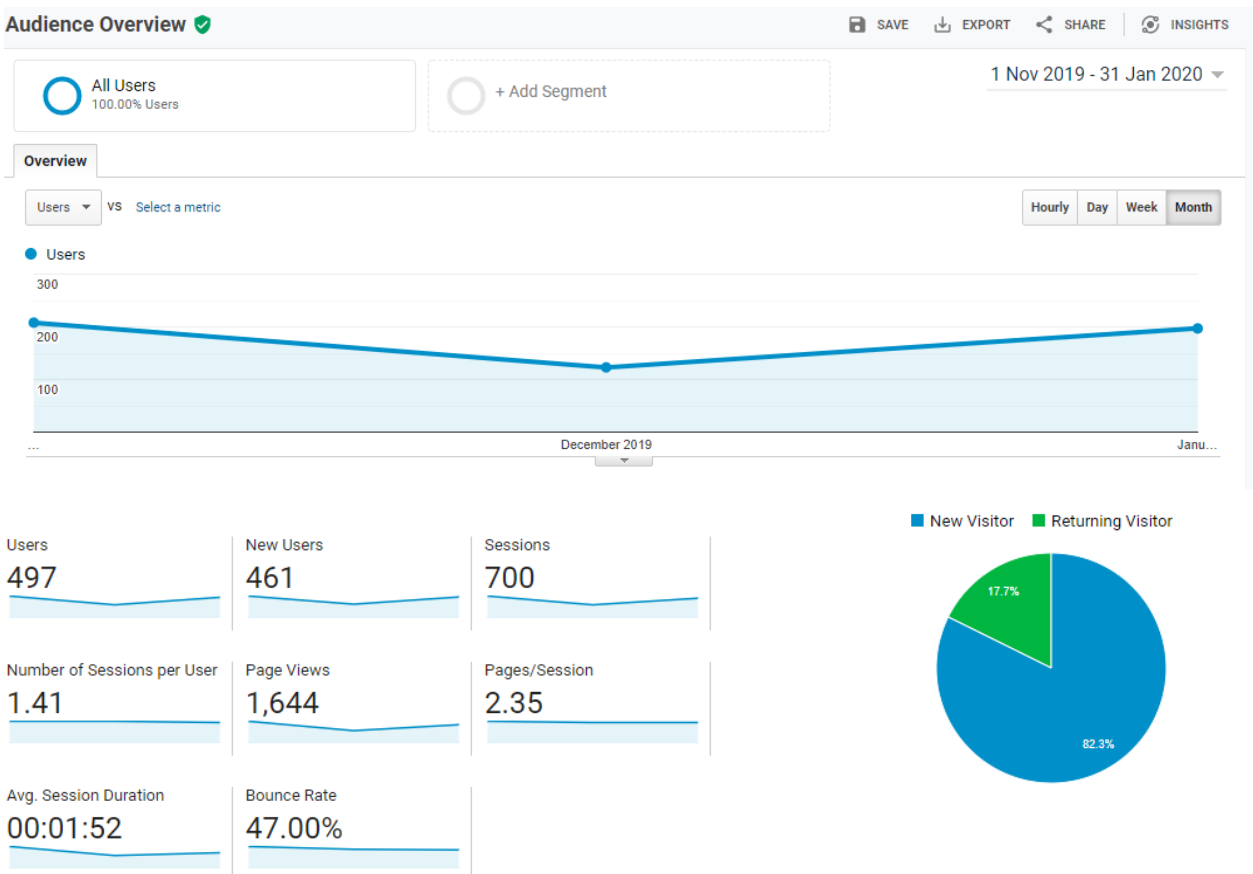 Audience Overview
SAVE EXPORT SHARE INSIGHTS
All Users
100.00% Users
+ Add Segment
1 Nov 2019 - 31 Jan 2020
Overview
Users VS Select a metric
Hourly Day Week Month
Users
300
200
100
... December 2019 Janu...
New Visitor Returning Visitor
Users New Users Sessions
497 461 700
17.7%
Number of Sessions per User Page Views Pages/Session
1.41 1,644 2.35
82.3%
Avg. Session Duration Bounce Rate
00:01:52 47.00%